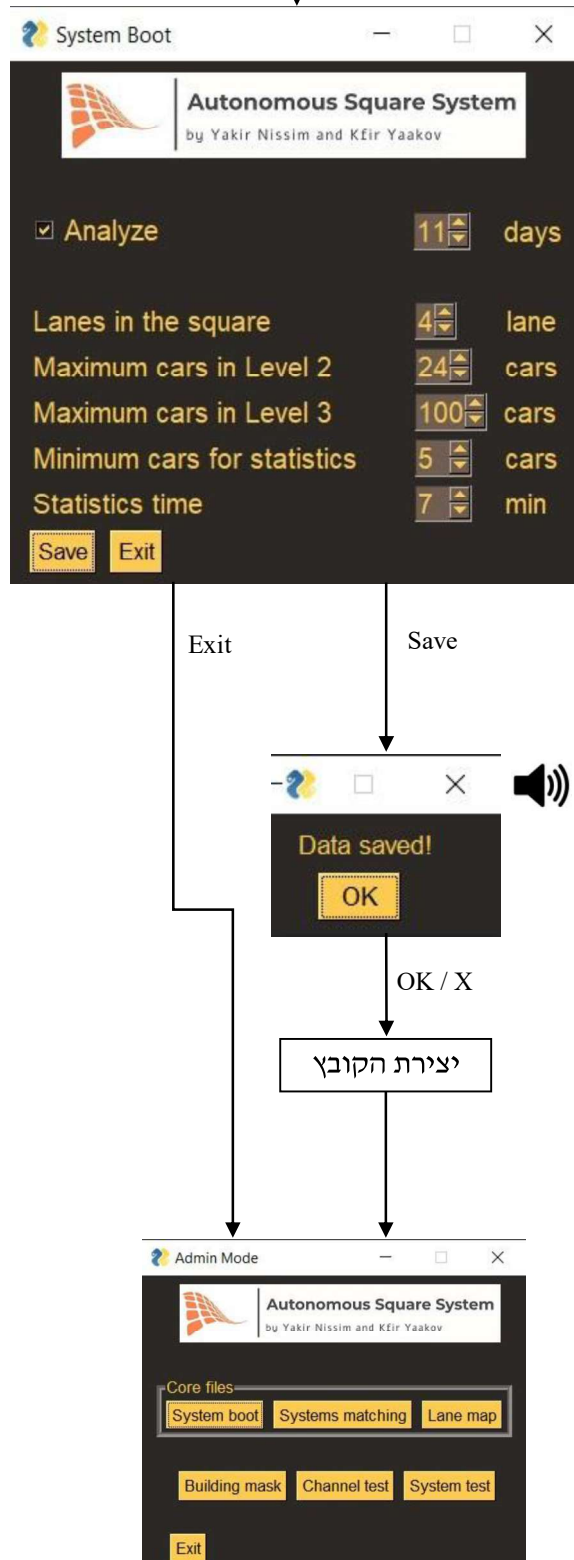 System Boot
Autonomous Square System
by Yakir Nissim and Kfir Yaakov
Analyze 11 days
Lanes in the square 4 lane
Maximum cars in Level 2 24 cars
Maximum cars in Level 3 100 cars
Minimum cars for statistics 5 cars
Statistics time 7 min
Save Exit
Exit Save
Data saved!
OK
OK / X
יצירת הקובץ
Admin Mode
Autonomous Square System
by Yakir Nissim and Kfir Yaakov
Core files
System boot Systems matching Lane map
Building mask Channel test System test
Exit